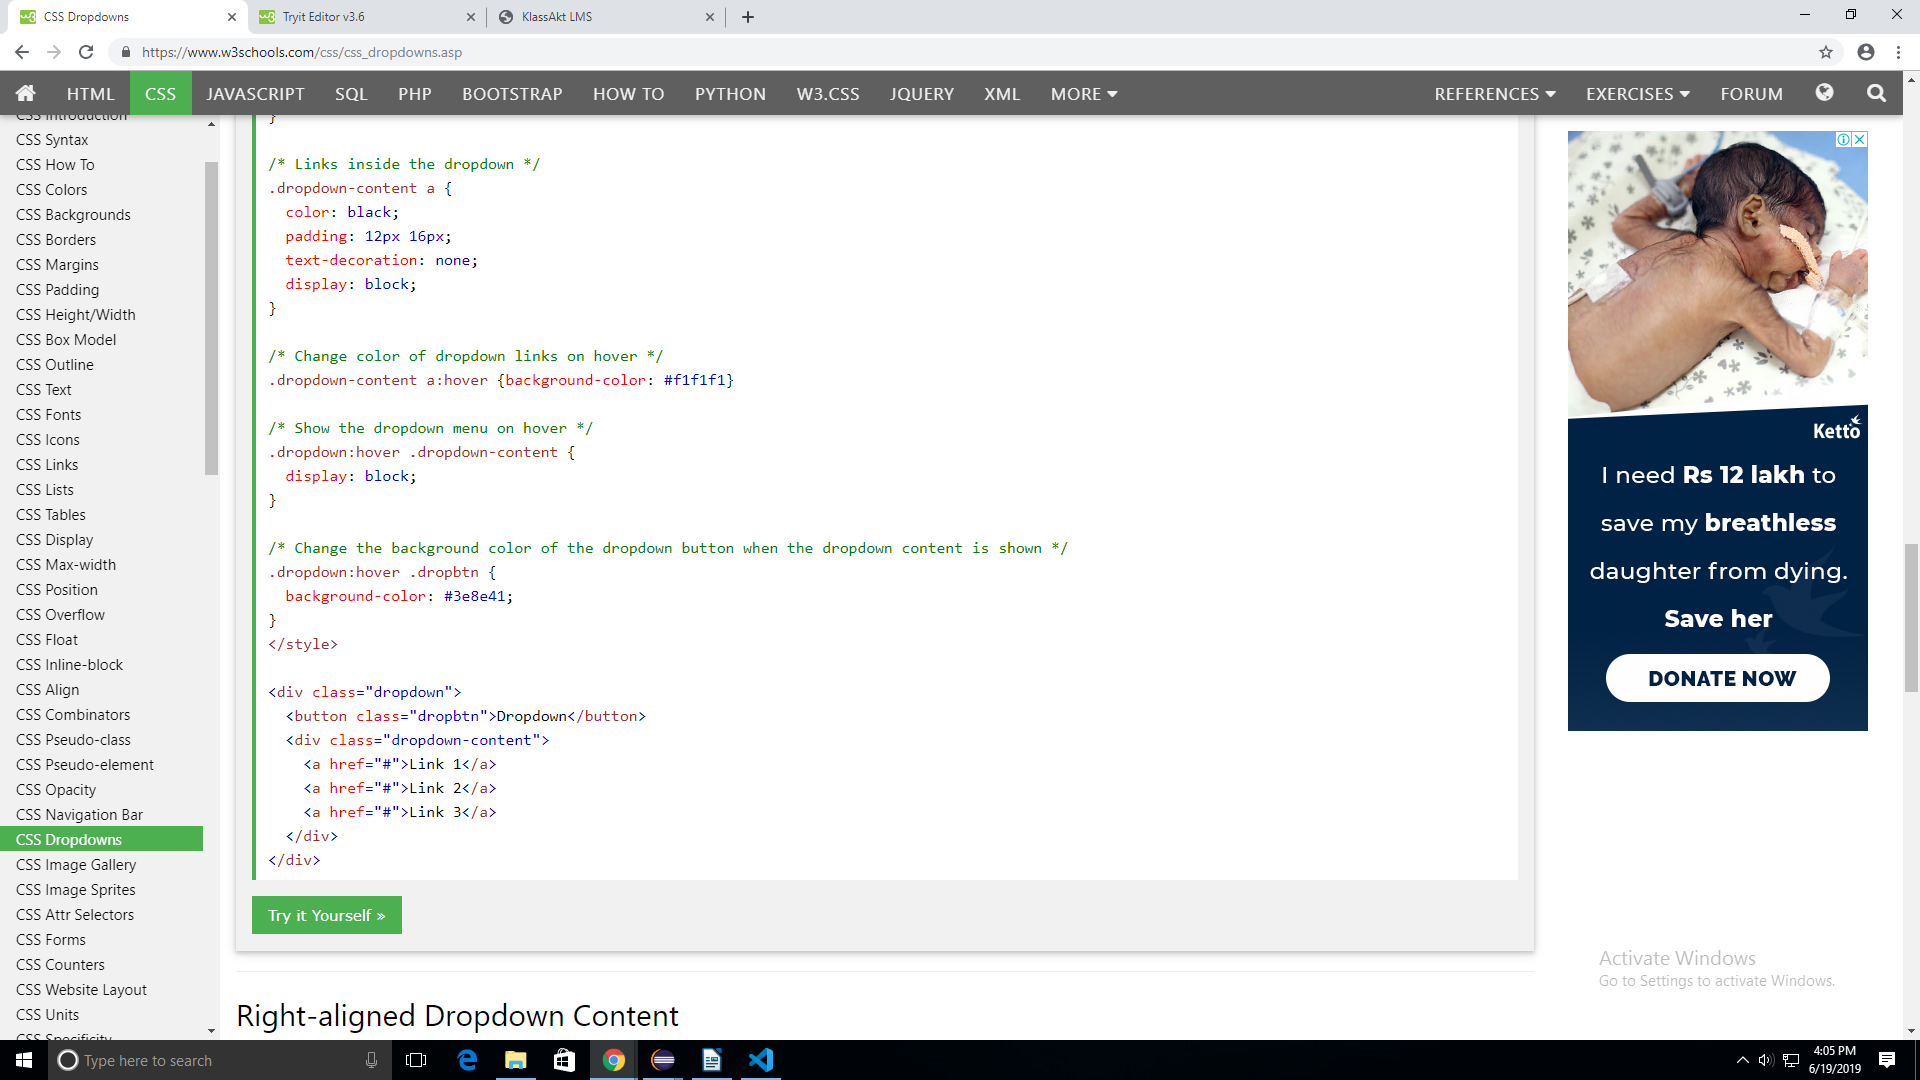 CSS Dropdowns
Tryit Editor v3.6
KlassAkt LMS
https://www.w3schools.com/css/css_dropdowns.asp
HTML
CSS
JAVASCRIPT
SQL
PHP
BOOTSTRAP
HOW TO
PYTHON
W3.CSS
JQUERY
XML
MORE
REFERENCES
EXERCISES
FORUM
CSS Introduction
CSS Syntax
CSS How To
CSS Colors
CSS Backgrounds
CSS Borders
CSS Margins
CSS Padding
CSS Height/Width
CSS Box Model
CSS Outline
CSS Text
CSS Fonts
CSS Icons
CSS Links
CSS Lists
CSS Tables
CSS Display
CSS Max-width
CSS Position
CSS Overflow
CSS Float
CSS Inline-block
CSS Align
CSS Combinators
CSS Pseudo-class
CSS Pseudo-element
CSS Opacity
CSS Navigation Bar
CSS Dropdowns
CSS Image Gallery
CSS Image Sprites
CSS Attr Selectors
CSS Forms
CSS Counters
CSS Website Layout
CSS Units
CSS Specificity
}
/* Links inside the dropdown */
.dropdown-content a {
  color: black;
  padding: 12px 16px;
  text-decoration: none;
  display: block;
}
/* Change color of dropdown links on hover */
.dropdown-content a:hover {background-color: #f1f1f1}
/* Show the dropdown menu on hover */
.dropdown:hover .dropdown-content {
  display: block;
}
/* Change the background color of the dropdown button when the dropdown content is shown */
.dropdown:hover .dropbtn {
  background-color: #3e8e41;
}
</style>
<div class="dropdown">
  <button class="dropbtn">Dropdown</button>
  <div class="dropdown-content">
    <a href="#">Link 1</a>
    <a href="#">Link 2</a>
    <a href="#">Link 3</a>
  </div>
</div>
Try it Yourself »
Right-aligned Dropdown Content
Ketto
I need Rs 12 lakh to
save my breathless
daughter from dying.
Save her
DONATE NOW
Activate Windows
Go to Settings to activate Windows.
Type here to search
4:05 PM
6/19/2019